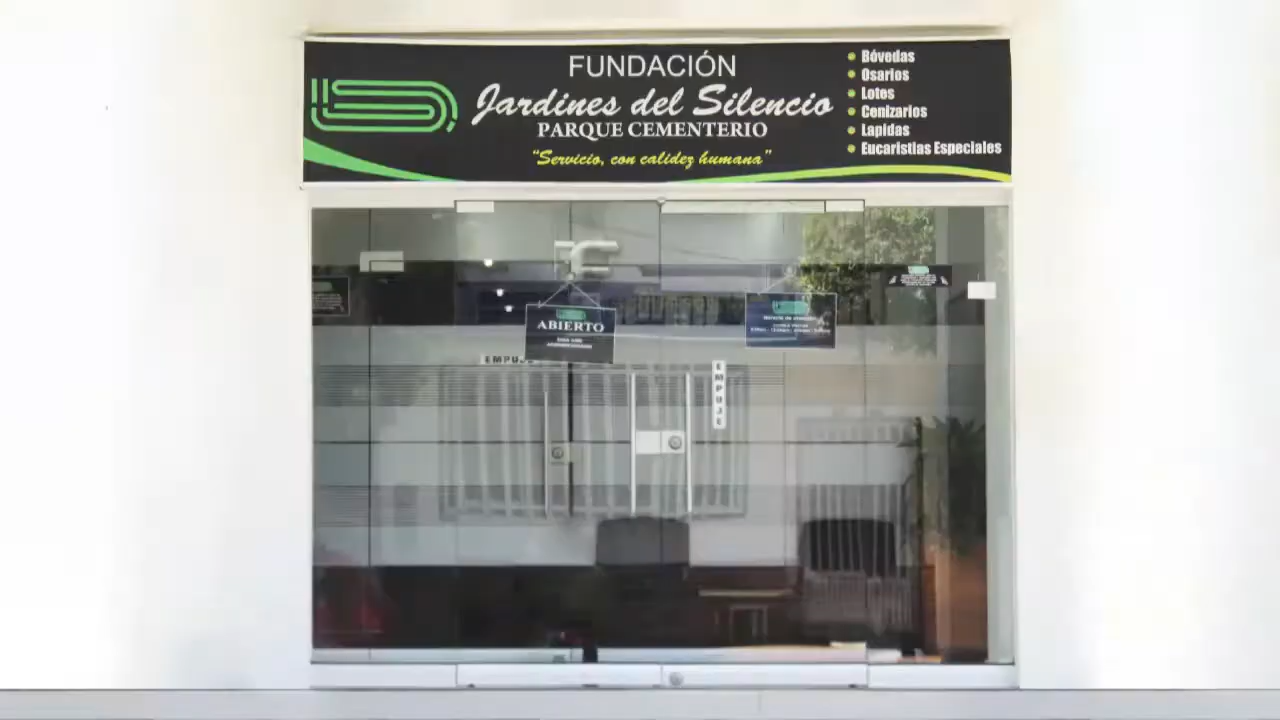 FUNDACIÓN
Jardines del Silencio
PARQUE CEMENTERIO
"Servicio, con calidez humana"
Bóvedas
Osarios
Lotes
Cenizarios
Lapidas
Eucaristias Especiales
ABIERTO
EMPUJE
EMPUJE